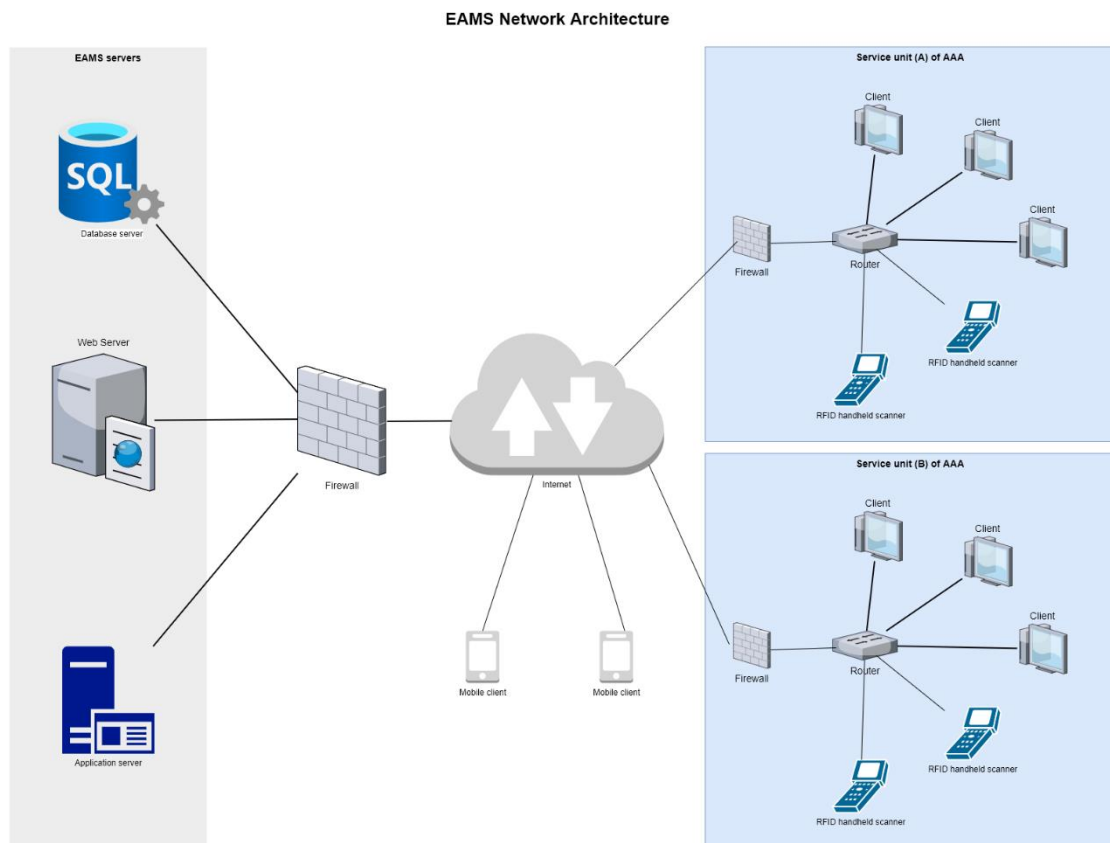 EAMS Network Architecture
EAMS servers
SQL
Database server
Web Server
Application server
Firewall
Internet
Mobile client
Mobile client
Service unit (A) of AAA
Client
Client
Client
Firewall
Router
RFID handheld scanner
RFID handheld scanner
Service unit (B) of AAA
Client
Client
Client
Firewall
Router
RFID handheld scanner
RFID handheld scanner